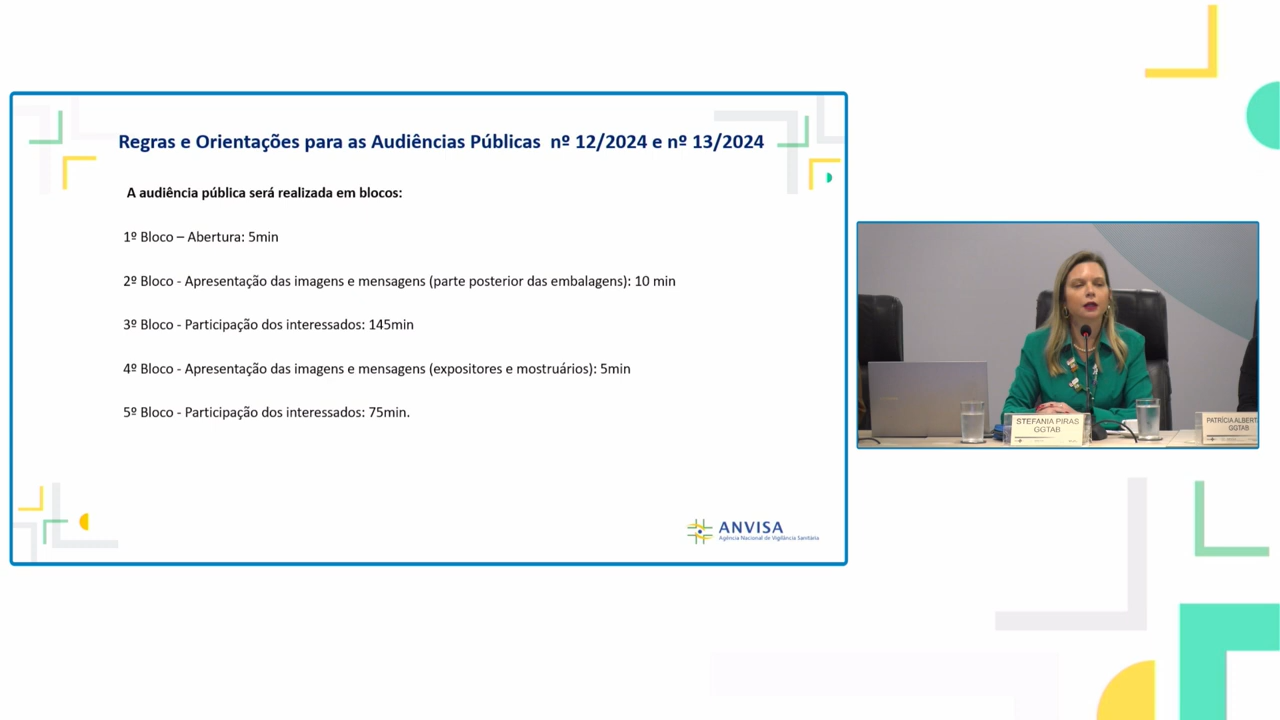 Regras e Orientações para as Audiências Públicas nº 12/2024 e nº 13/2024
A audiência pública será realizada em blocos:
1º Bloco – Abertura: 5min
2º Bloco - Apresentação das imagens e mensagens (parte posterior das embalagens): 10 min
3º Bloco - Participação dos interessados: 145min
4º Bloco - Apresentação das imagens e mensagens (expositores e mostruários): 5min
5º Bloco - Participação dos interessados: 75min.
ANVISA
Agência Nacional de Vigilância Sanitária
STEFANIA PIRAS
GGTAB
PATRÍCIA ALBERT
GGTAB